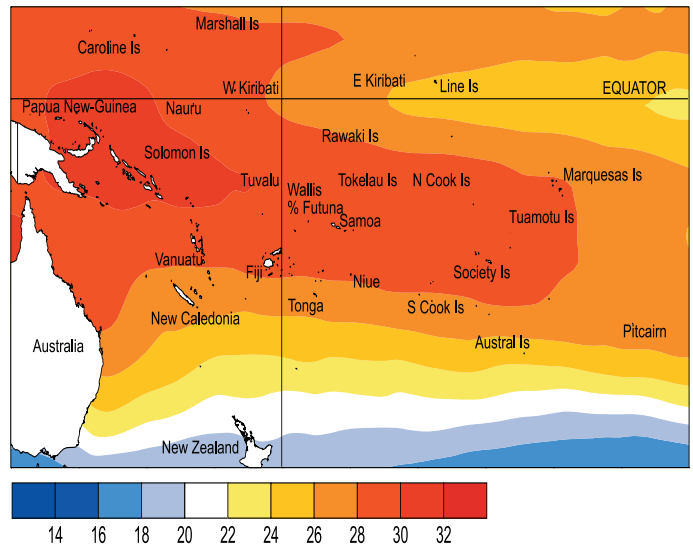 Marshall Is
Caroline Is
W. Kiribati
E Kiribati
Line Is
EQUATOR
Papua New-Guinea
Nauru
Rawaki Is
Solomon Is
Tuvalu
Wallis
% Futuna
Tokelau Is
N Cook Is
Marquesas Is
Samoa
Tuamotu Is
Vanuatu
Fiji
Niue
Society Is
New Caledonia
Tonga
S Cook Is
Australia
Austral Is
Pitcairn
New Zealand
14 16 18 20 22 24 26 28 30 32